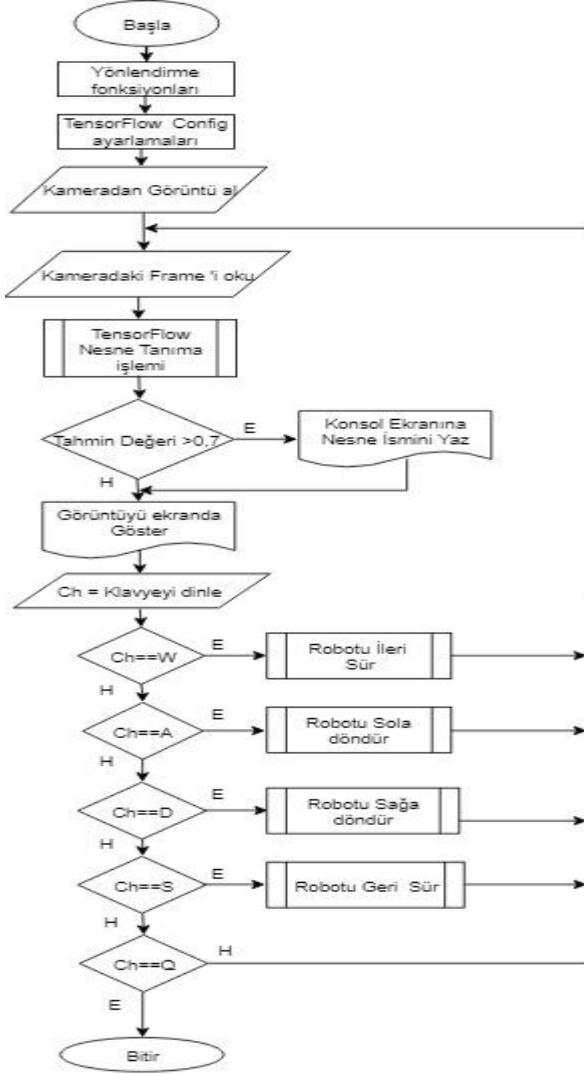 Başla
Yönlendirme
fonksiyonları
TensorFlow Config
ayarlamaları
Kameradan Görüntü al
Kameradaki Frame 'i oku
TensorFlow
Nesne Tanıma
işlemi
Tahmin Değeri >0,7
E
Konsol Ekranına
Nesne İsmini Yaz
H
Görüntüyü ekranda
Göster
Ch = Klavyeyi dinle
Ch==W
E
Robotu İleri
Sür
H
Ch==A
E
Robotu Sola
döndür
H
Ch==D
E
Robotu Sağa
döndür
H
Ch==S
E
Robotu Geri Sür
H
Ch==Q
H
E
Bitir